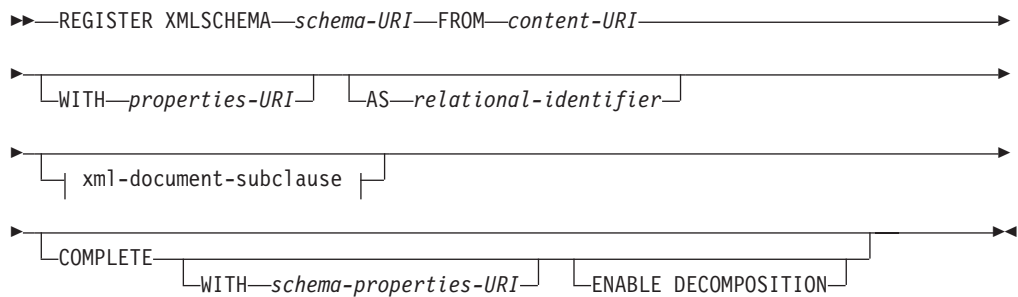 REGISTER XMLSCHEMA schema-URI FROM content-URI
WITH properties-URI AS relational-identifier
xml-document-subclause
COMPLETE
WITH schema-properties-URI ENABLE DECOMPOSITION